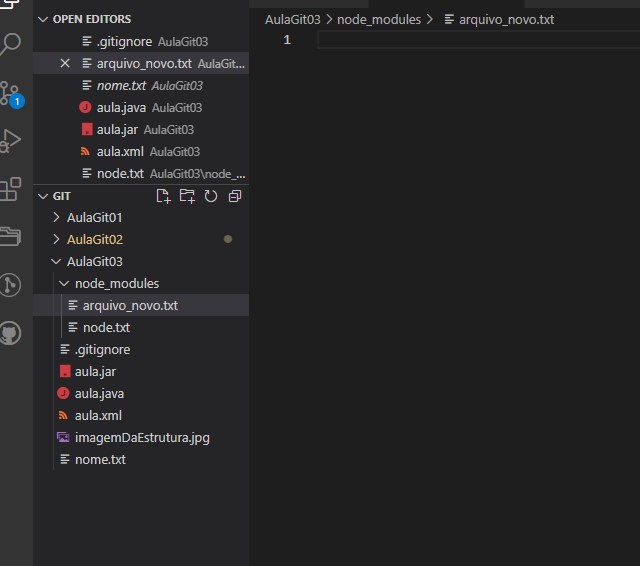 OPEN EDITORS
.gitignore AulaGit03
arquivo_novo.txt AulaGit...
nome.txt AulaGit03
aula.java AulaGit03
aula.jar AulaGit03
aula.xml AulaGit03
node.txt AulaGit03\node_...
GIT
AulaGit01
AulaGit02
AulaGit03
node_modules
arquivo_novo.txt
node.txt
.gitignore
aula.jar
aula.java
aula.xml
imagemDaEstrutura.jpg
nome.txt
AulaGit03 > node_modules > arquivo_novo.txt
1
1